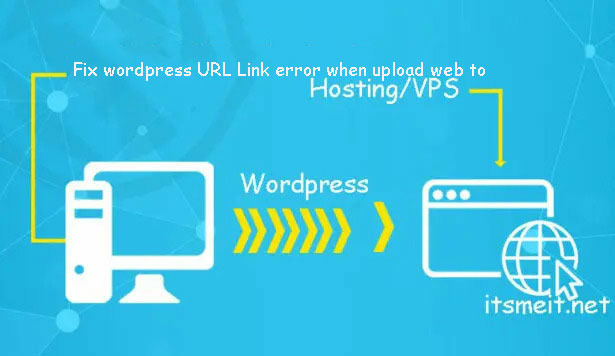 Fix wordpress URL Link error when upload web to
Hosting/VPS
Wordpress
itsmeit.net